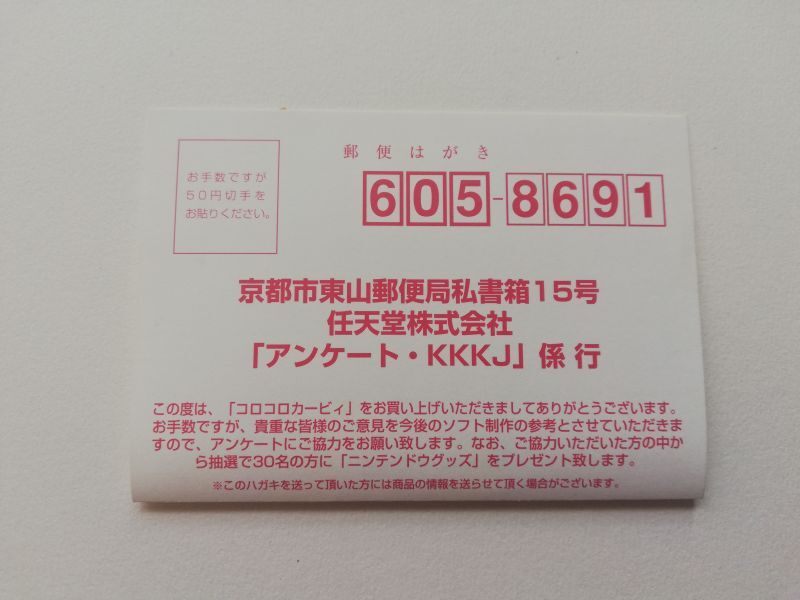 郵便はがき
お手数ですが
50円切手を
お貼りください。
605-8691
京都市東山郵便局私書箱15号
任天堂株式会社
「アンケート・KKKJ」係 行
この度は、「コロコロカービィ」をお買い上げいただきましてありがとうございます。
お手数ですが、貴重な皆様のご意見を今後のソフト制作の参考とさせていただきま
すので、アンケートにご協力をお願い致します。なお、ご協力いただいた方の中か
ら抽選で30名の方に「ニンテンドウグッズ」をプレゼント致します。
※このハガキを送って頂いた方には商品の情報を送らせて頂く場合がございます。